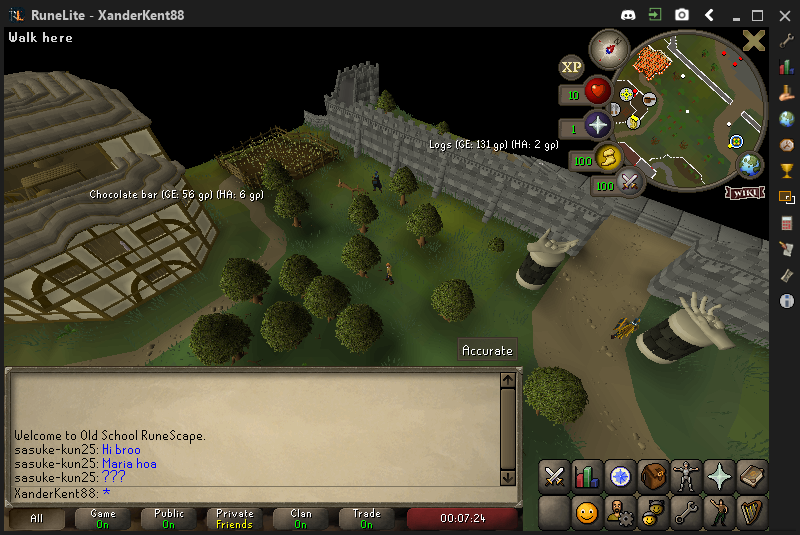 RuneLite - XanderKent88
Walk here
XP
10
1
100
100
WIKI
Logs (GE: 131 gp) (HA: 2 gp)
Chocolate bar (GE: 56 gp) (HA: 6 gp)
Accurate
Welcome to Old School RuneScape.
sasuke-kun25: Hi broo
sasuke-kun25: Maria hoa
sasuke-kun25: ???
XanderKent88: *
All
Game
On
Public
On
Private
Friends
Clan
On
Trade
On
00:07:24